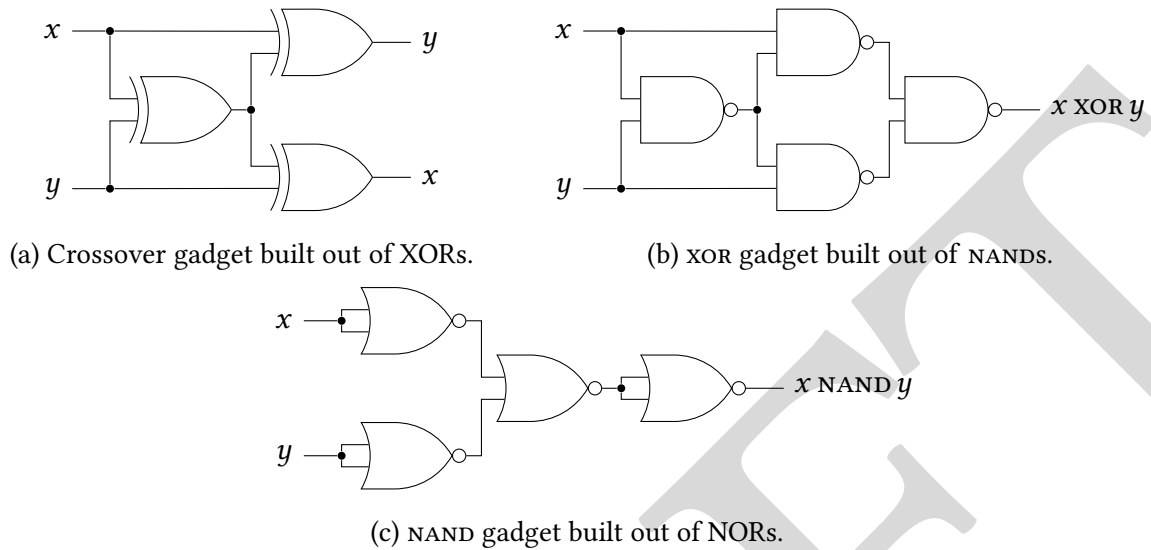 x
y
y
x
(a) Crossover gadget built out of XORs.
x
y
x XOR y
(b) XOR gadget built out of NANDs.
x
y
x NAND y
(c) NAND gadget built out of NORs.